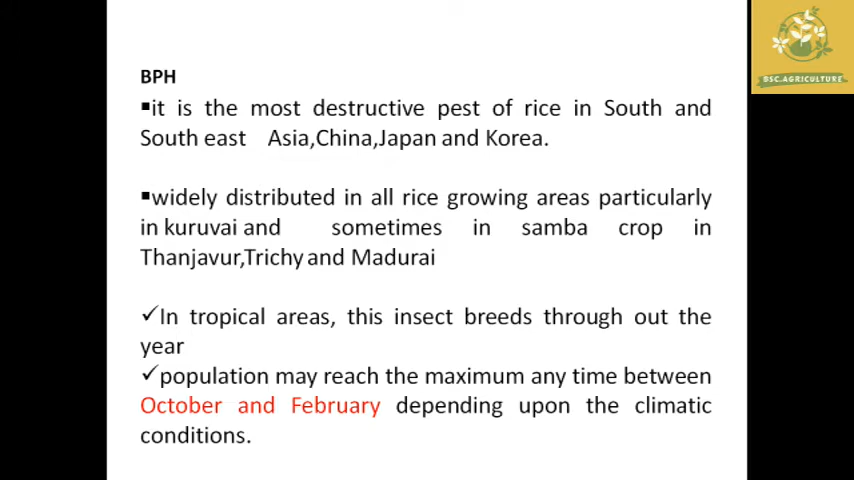 BSC.AGRICULTURE
BPH
▪it is the most destructive pest of rice in South and
South east Asia,China,Japan and Korea.
▪widely distributed in all rice growing areas particularly
in kuruvai and sometimes in samba crop in
Thanjavur,Trichy and Madurai
✓In tropical areas, this insect breeds through out the
year
✓population may reach the maximum any time between
October and February depending upon the climatic
conditions.